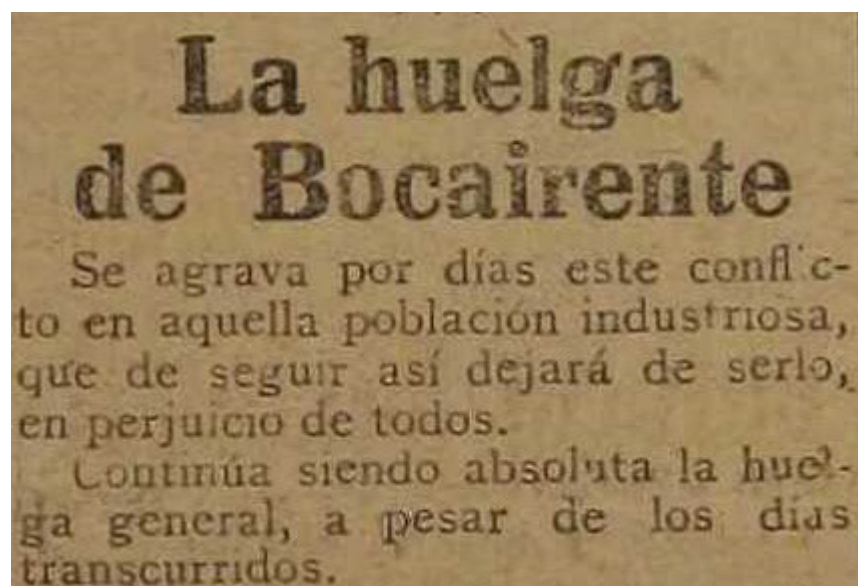 La huelga
de Bocairente
Se agrava por días este conflic-
to en aquella población industriosa,
que de seguir así dejará de serlo,
en perjuicio de todos.
Continúa siendo absoluta la huel-
ga general, a pesar de los días
transcurridos.